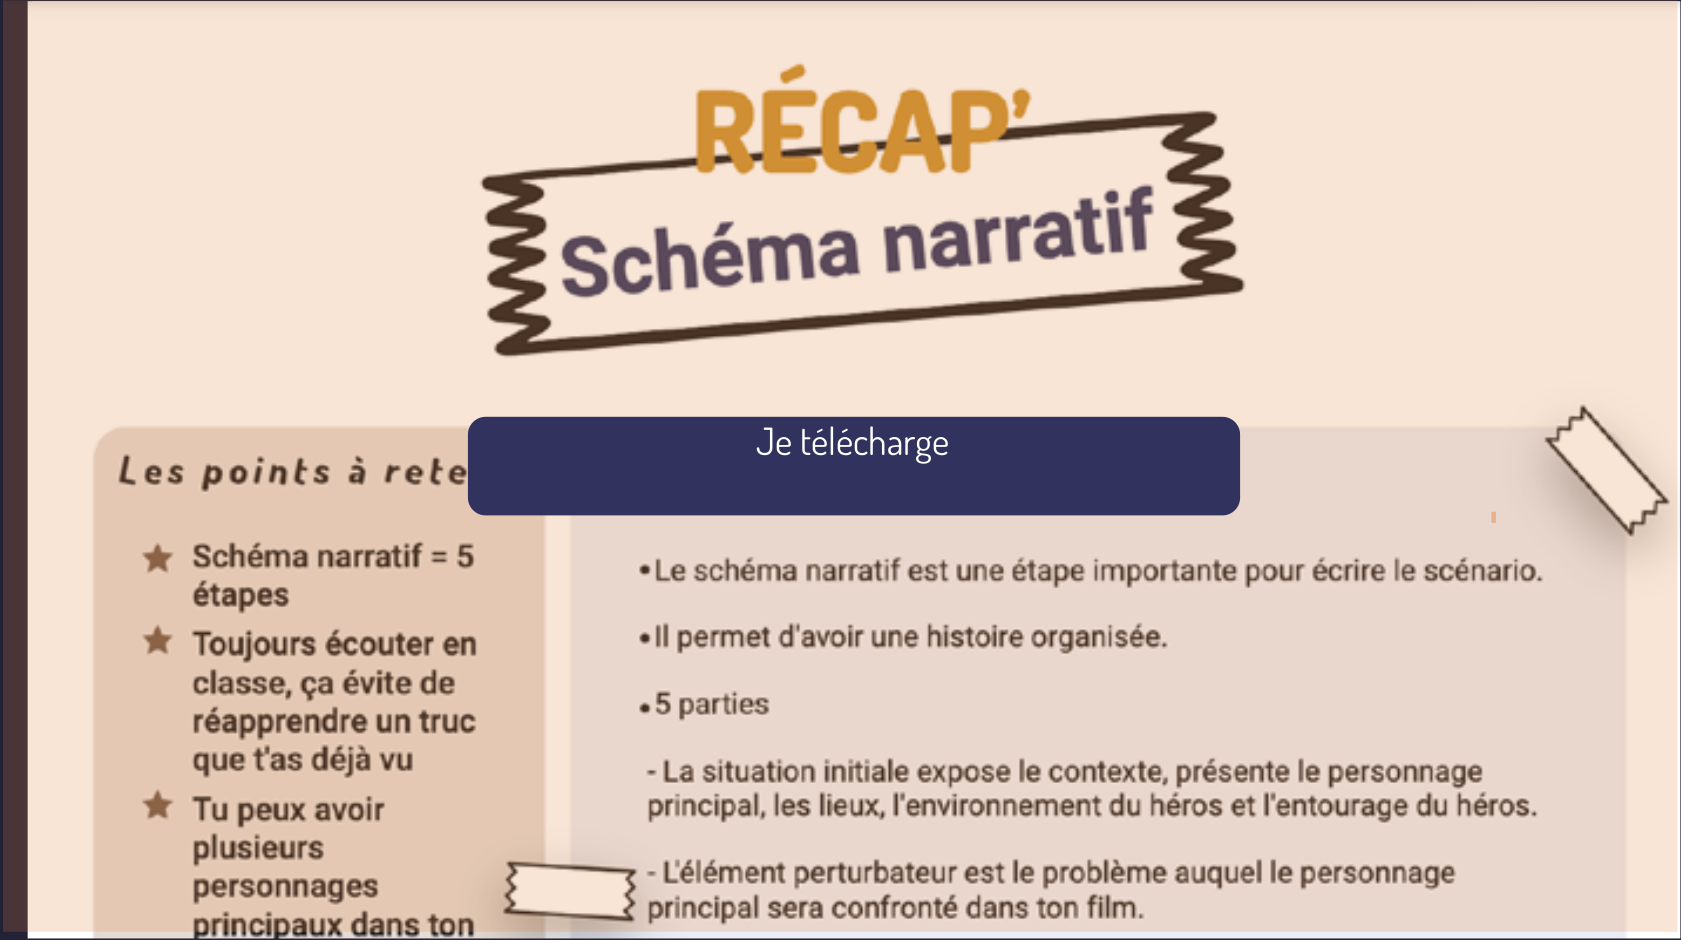 RÉCAP’
Schéma narratif
Je télécharge
Les points à rete
Schéma narratif = 5
étapes
Toujours écouter en
classe, ça évite de
réapprendre un truc
que t'as déjà vu
Tu peux avoir
plusieurs
personnages
principaux dans ton
•Le schéma narratif est une étape importante pour écrire le scénario.
•Il permet d'avoir une histoire organisée.
•5 parties
- La situation initiale expose le contexte, présente le personnage
principal, les lieux, l'environnement du héros et l'entourage du héros.
- L'élément perturbateur est le problème auquel le personnage
principal sera confronté dans ton film.